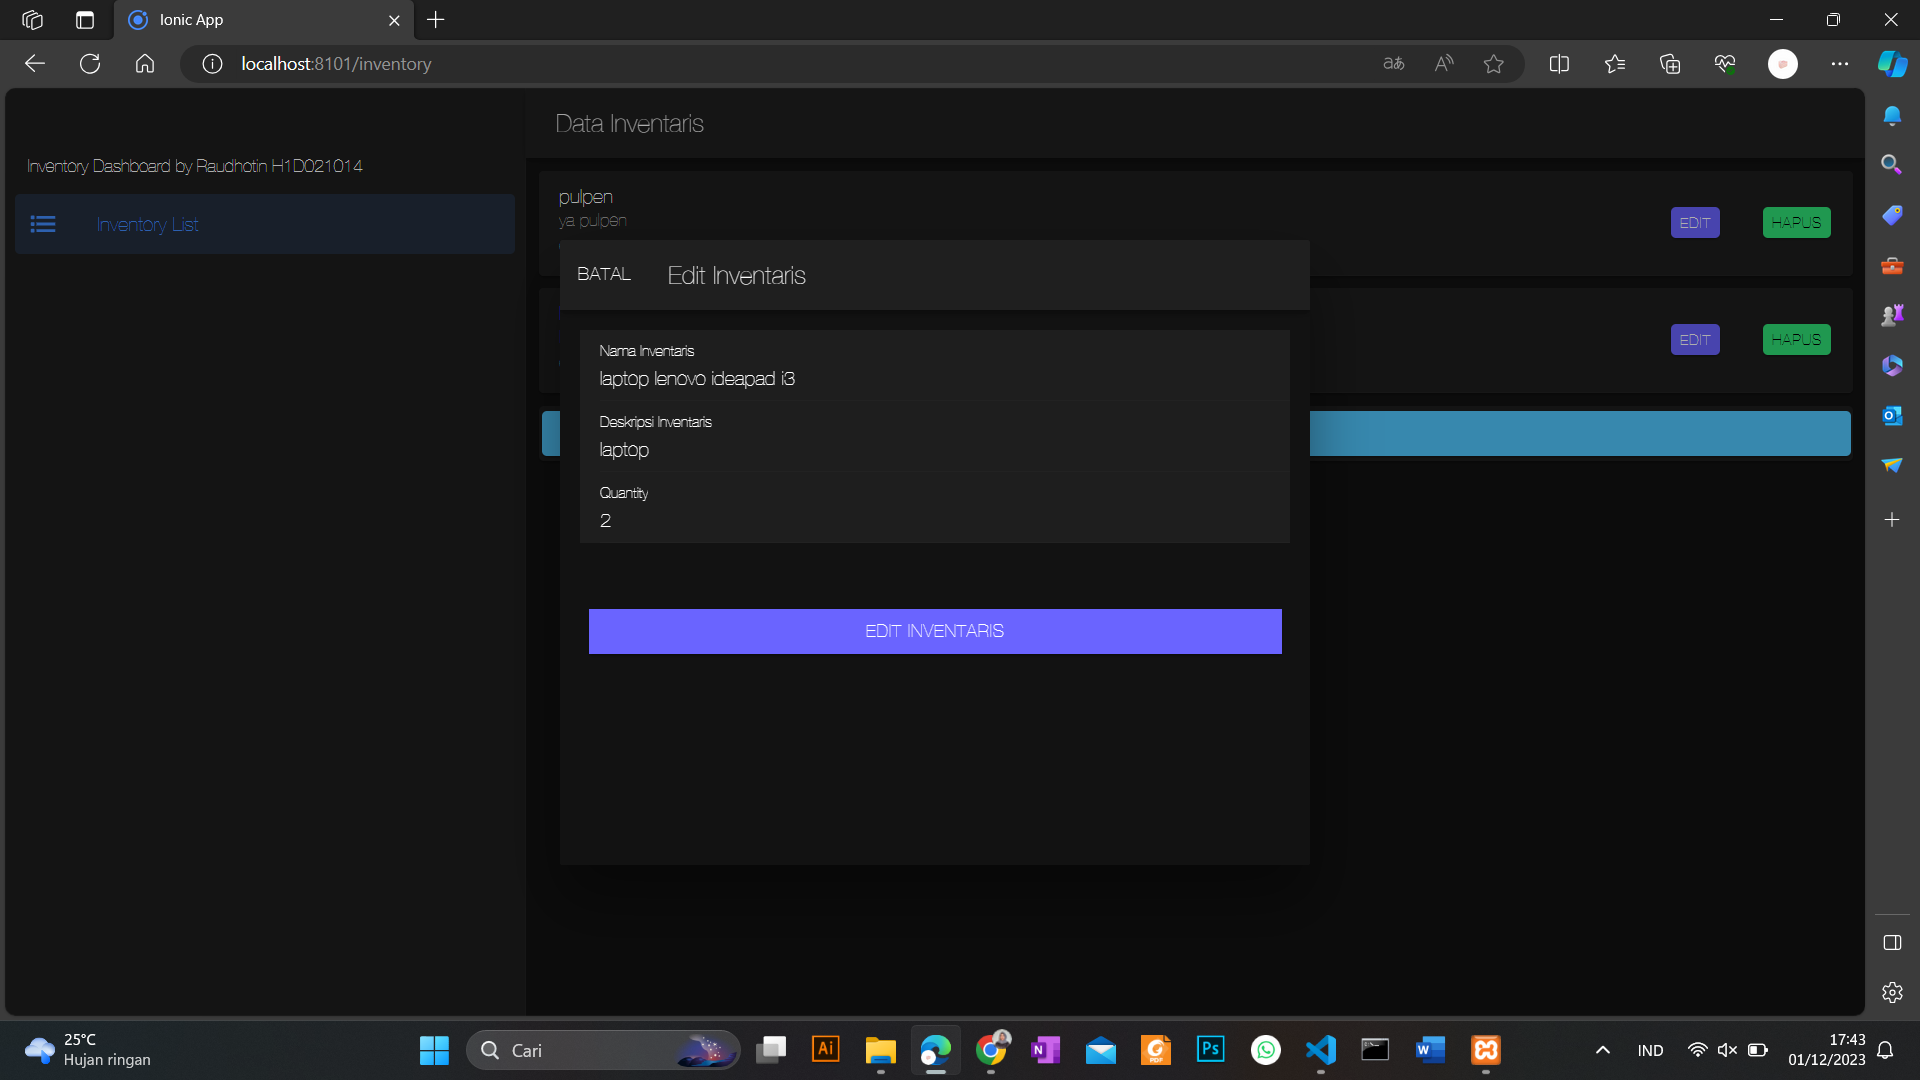 Ionic App
localhost:8101/inventory
Data Inventaris
Inventory Dashboard by Raudhotin H1D021014
Inventory List
pulpen
ya pulpen
EDIT
HAPUS
BATAL
Edit Inventaris
Nama Inventaris
laptop lenovo ideapad i3
EDIT
HAPUS
Deskripsi Inventaris
laptop
Quantity
2
EDIT INVENTARIS
25°C
Hujan ringan
Cari
IND
17:43
01/12/2023